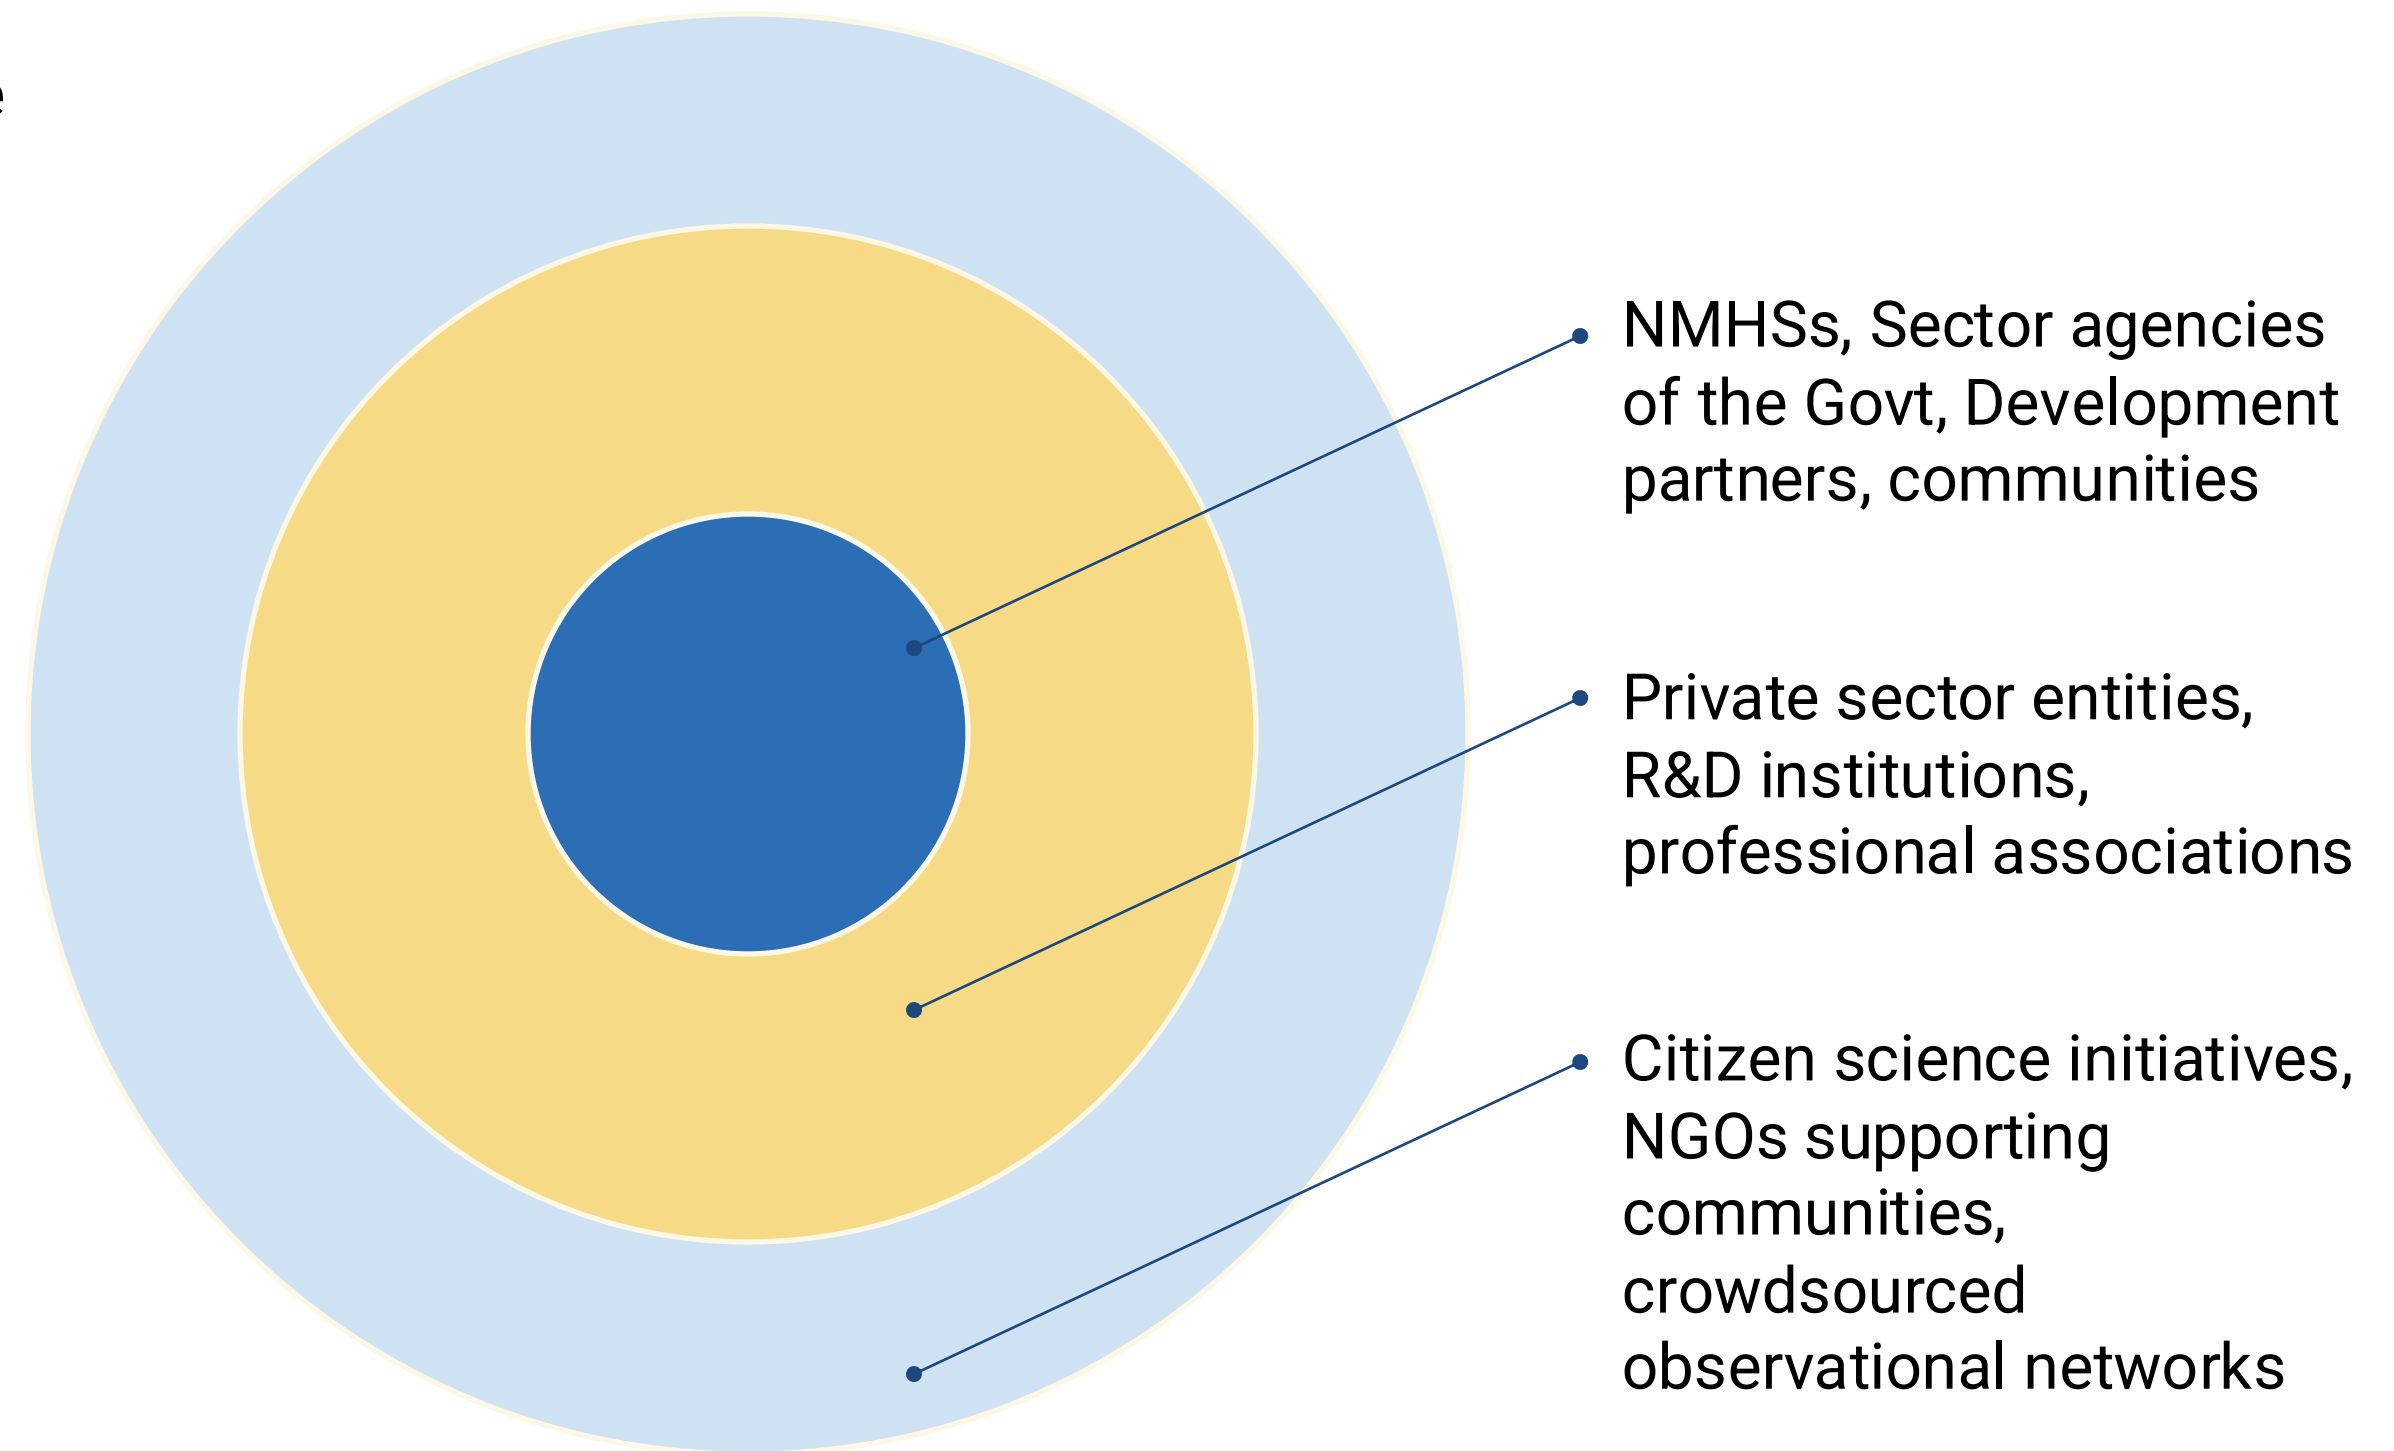 NMHSs, Sector agencies
of the Govt, Development
partners, communities
Private sector entities,
R&D institutions,
professional associations
Citizen science initiatives,
NGOs supporting
communities,
crowdsourced
observational networks